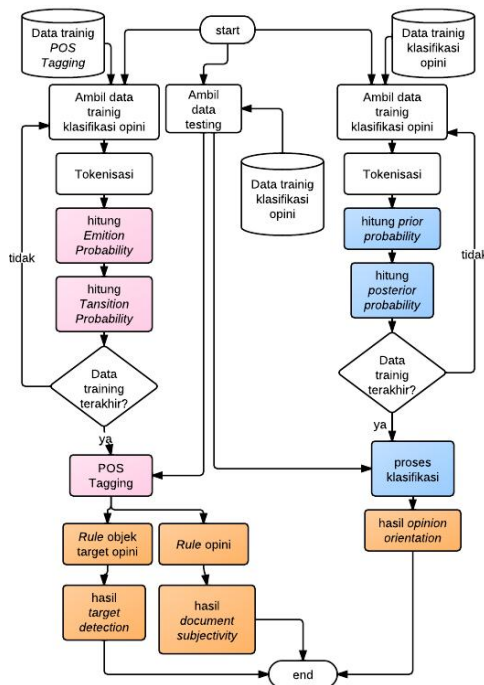 Data trainig
POS
Tagging
start
Data trainig
klasifikasi
opini
Ambil data
trainig
klasifikasi opini
Ambil
data
testing
Ambil data
trainig
klasifikasi opini
Tokenisasi
Data trainig
klasifikasi
opini
Tokenisasi
hitung
Emition
Probability
hitung prior
probability
tidak
tidak
hitung
Tansition
Probability
hitung
posterior
probability
Data
training
terakhir?
Data
trainig
terakhir?
ya
ya
POS
Tagging
proses
klasifikasi
Rule objek
target opini
Rule opini
hasil opinion
orientation
hasil
target
detection
hasil
document
subjectivity
end